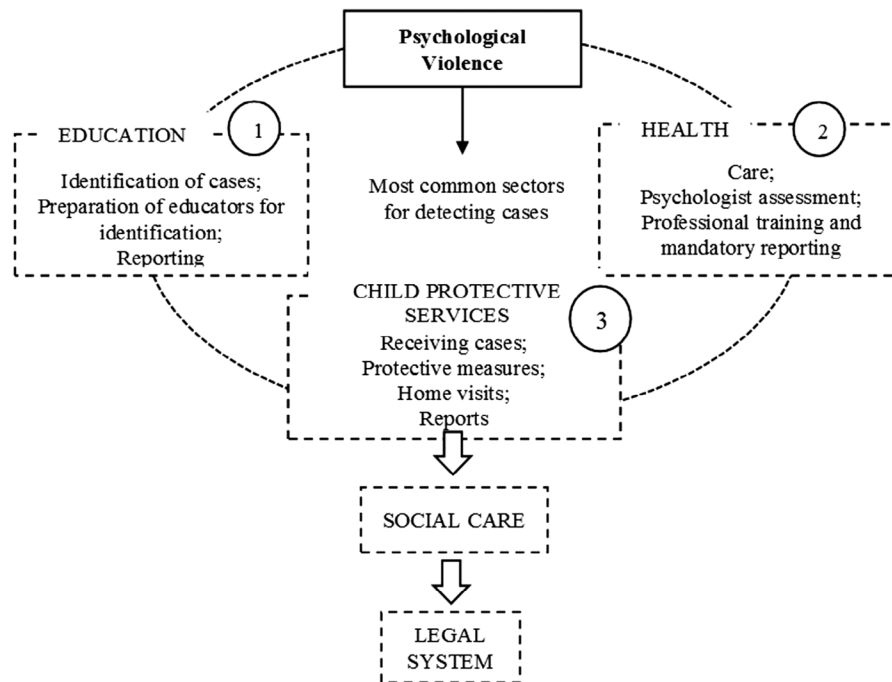 Psychological
Violence
EDUCATION
1
Identification of cases;
Preparation of educators for
identification;
Reporting
Most common sectors
for detecting cases
HEALTH
2
Care;
Psychologist assessment;
Professional training and
mandatory reporting
CHILD PROTECTIVE
SERVICES
3
Receiving cases;
Protective measures;
Home visits;
Reports
SOCIAL CARE
LEGAL
SYSTEM